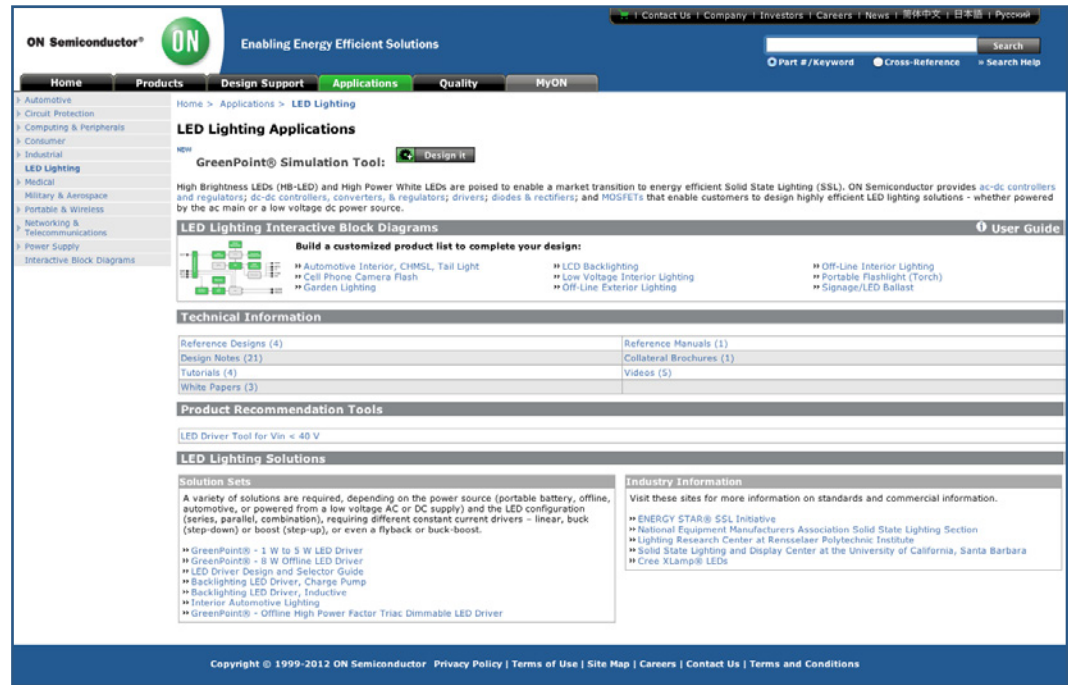 | Contact Us | Company | Investors | Careers | News | 简体中文 | 日本語 | Русский
ON Semiconductor®
ON
Enabling Energy Efficient Solutions
Search
Part #/Keyword Cross-Reference » Search Help
Home Products Design Support Applications Quality MyON
Automotive
Circuit Protection
Computing & Peripherals
Consumer
Industrial
LED Lighting
Medical
Military & Aerospace
Portable & Wireless
Networking &
Telecommunications
Power Supply
Interactive Block Diagrams
Home > Applications > LED Lighting
LED Lighting Applications
NEW
GreenPoint® Simulation Tool: Design it
High Brightness LEDs (HB-LED) and High Power White LEDs are poised to enable a market transition to energy efficient Solid State Lighting (SSL). ON Semiconductor provides ac-dc controllers
and regulators; dc-dc controllers, converters, & regulators; drivers; diodes & rectifiers; and MOSFETs that enable customers to design highly efficient LED lighting solutions - whether powered
by the ac main or a low voltage dc power source.
LED Lighting Interactive Block Diagrams User Guide
Build a customized product list to complete your design:
» Automotive Interior, CHMSL, Tail Light
» Cell Phone Camera Flash
» Garden Lighting
» LCD Backlighting
» Low Voltage Interior Lighting
» Off-Line Exterior Lighting
» Off-Line Interior Lighting
» Portable Flashlight (Torch)
» Signage/LED Ballast
Technical Information
Reference Designs (4) Reference Manuals (1)
Design Notes (21) Collateral Brochures (1)
Tutorials (4) Videos (5)
White Papers (3)
Product Recommendation Tools
LED Driver Tool for Vin < 40 V
LED Lighting Solutions
Solution Sets
A variety of solutions are required, depending on the power source (portable battery, offline,
automotive, or powered from a low voltage AC or DC supply) and the LED configuration
(series, parallel, combination), requiring different constant current drivers – linear, buck
(step-down) or boost (step-up), or even a flyback or buck-boost.
» GreenPoint® - 1 W to 5 W LED Driver
» GreenPoint® - 8 W Offline LED Driver
» LED Driver Design and Selector Guide
» Backlighting LED Driver, Charge Pump
» Backlighting LED Driver, Inductive
» Interior Automotive Lighting
» GreenPoint® - Offline High Power Factor Triac Dimmable LED Driver
Industry Information
Visit these sites for more information on standards and commercial information.
» ENERGY STAR® SSL Initiative
» National Equipment Manufacturers Association Solid State Lighting Section
» Lighting Research Center at Rensselaer Polytechnic Institute
» Solid State Lighting and Display Center at the University of California, Santa Barbara
» Cree XLamp® LEDs
Copyright © 1999-2012 ON Semiconductor Privacy Policy | Terms of Use | Site Map | Careers | Contact Us | Terms and Conditions